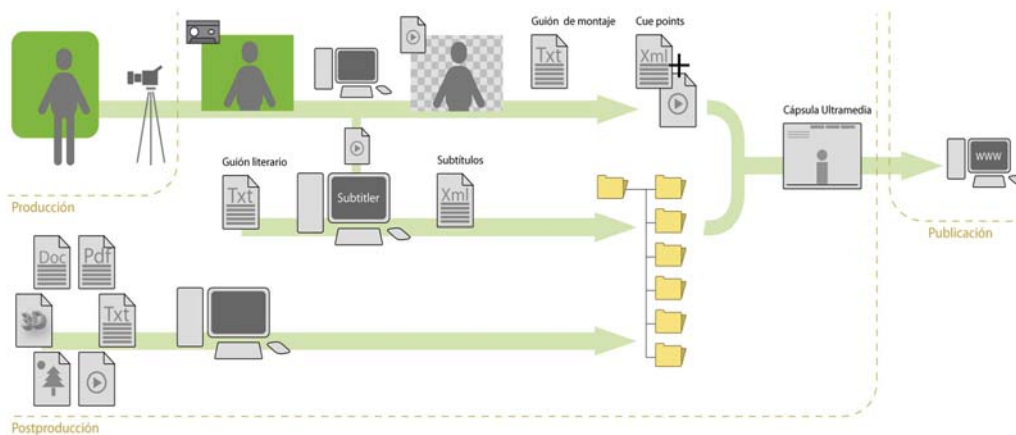 Guión de montaje
Cue points
Txt
Xml
Cápsula Ultramedia
www
Guión literario
Subtítulos
Txt
Subtitler
Xml
Producción
Publicación
Doc
Pdf
3D
Txt
Postproducción